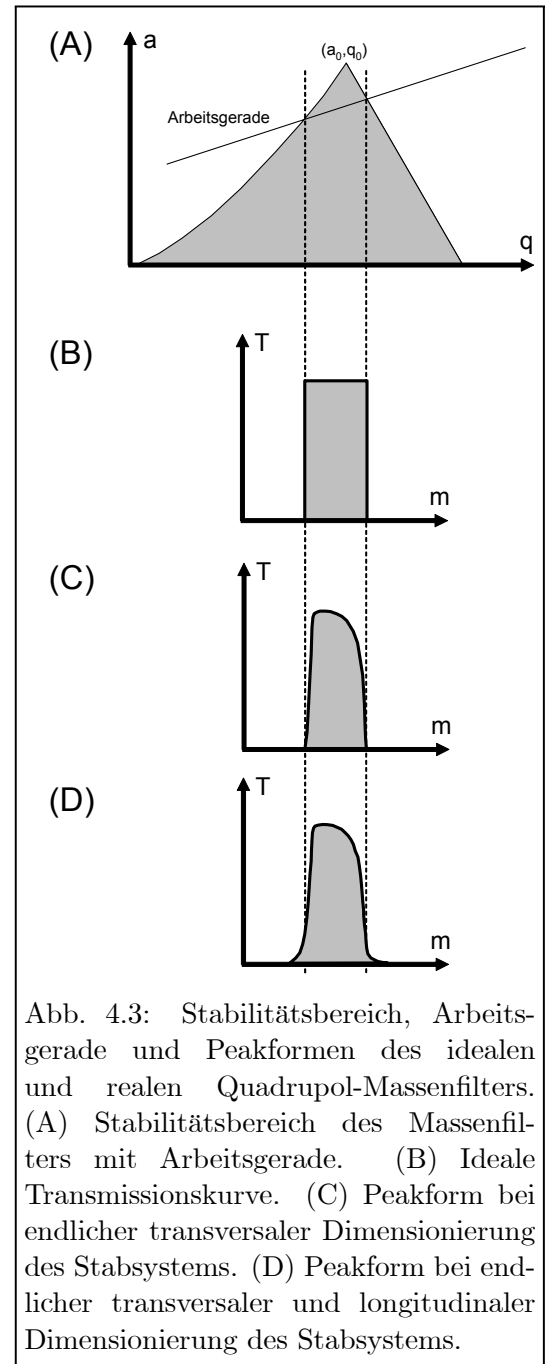 (A)
a
(a₀,q₀)
Arbeitsgerade
q
(B)
T
m
(C)
T
m
(D)
T
m
Abb. 4.3: Stabilitätsbereich, Arbeits-
gerade und Peakformen des idealen
und realen Quadrupol-Massenfilters.
(A) Stabilitätsbereich des Massenfil-
ters mit Arbeitsgerade. (B) Ideale
Transmissionskurve. (C) Peakform bei
endlicher transversaler Dimensionierung
des Stabsystems. (D) Peakform bei end-
licher transversaler und longitudinaler
Dimensionierung des Stabsystems.